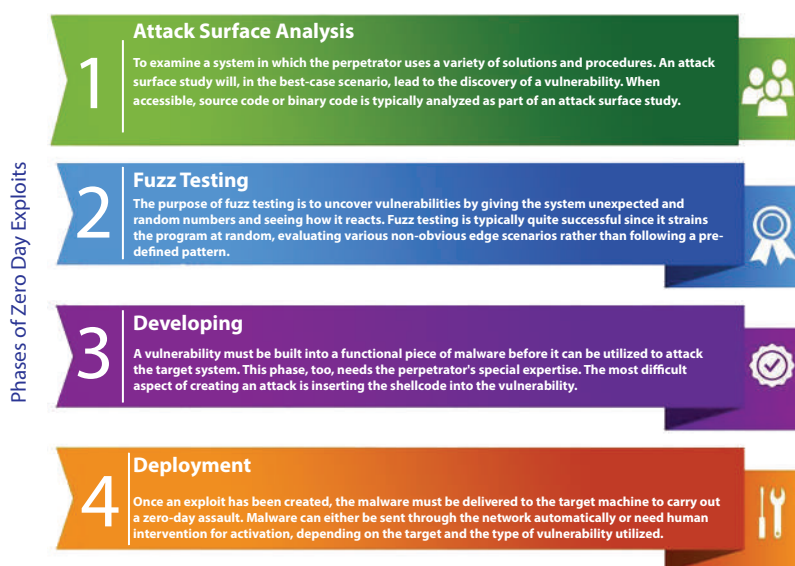 Phases of Zero Day Exploits
1
Attack Surface Analysis
To examine a system in which the perpetrator uses a variety of solutions and procedures. An attack
surface study will, in the best-case scenario, lead to the discovery of a vulnerability. When
accessible, source code or binary code is typically analyzed as part of an attack surface study.
2
Fuzz Testing
The purpose of fuzz testing is to uncover vulnerabilities by giving the system unexpected and
random numbers and seeing how it reacts. Fuzz testing is typically quite successful since it strains
the program at random, evaluating various non-obvious edge scenarios rather than following a pre-
defined pattern.
3
Developing
A vulnerability must be built into a functional piece of malware before it can be utilized to attack
the target system. This phase, too, needs the perpetrator's special expertise. The most difficult
aspect of creating an attack is inserting the shellcode into the vulnerability.
4
Deployment
Once an exploit has been created, the malware must be delivered to the target machine to carry out
a zero-day assault. Malware can either be sent through the network automatically or need human
intervention for activation, depending on the target and the type of vulnerability utilized.